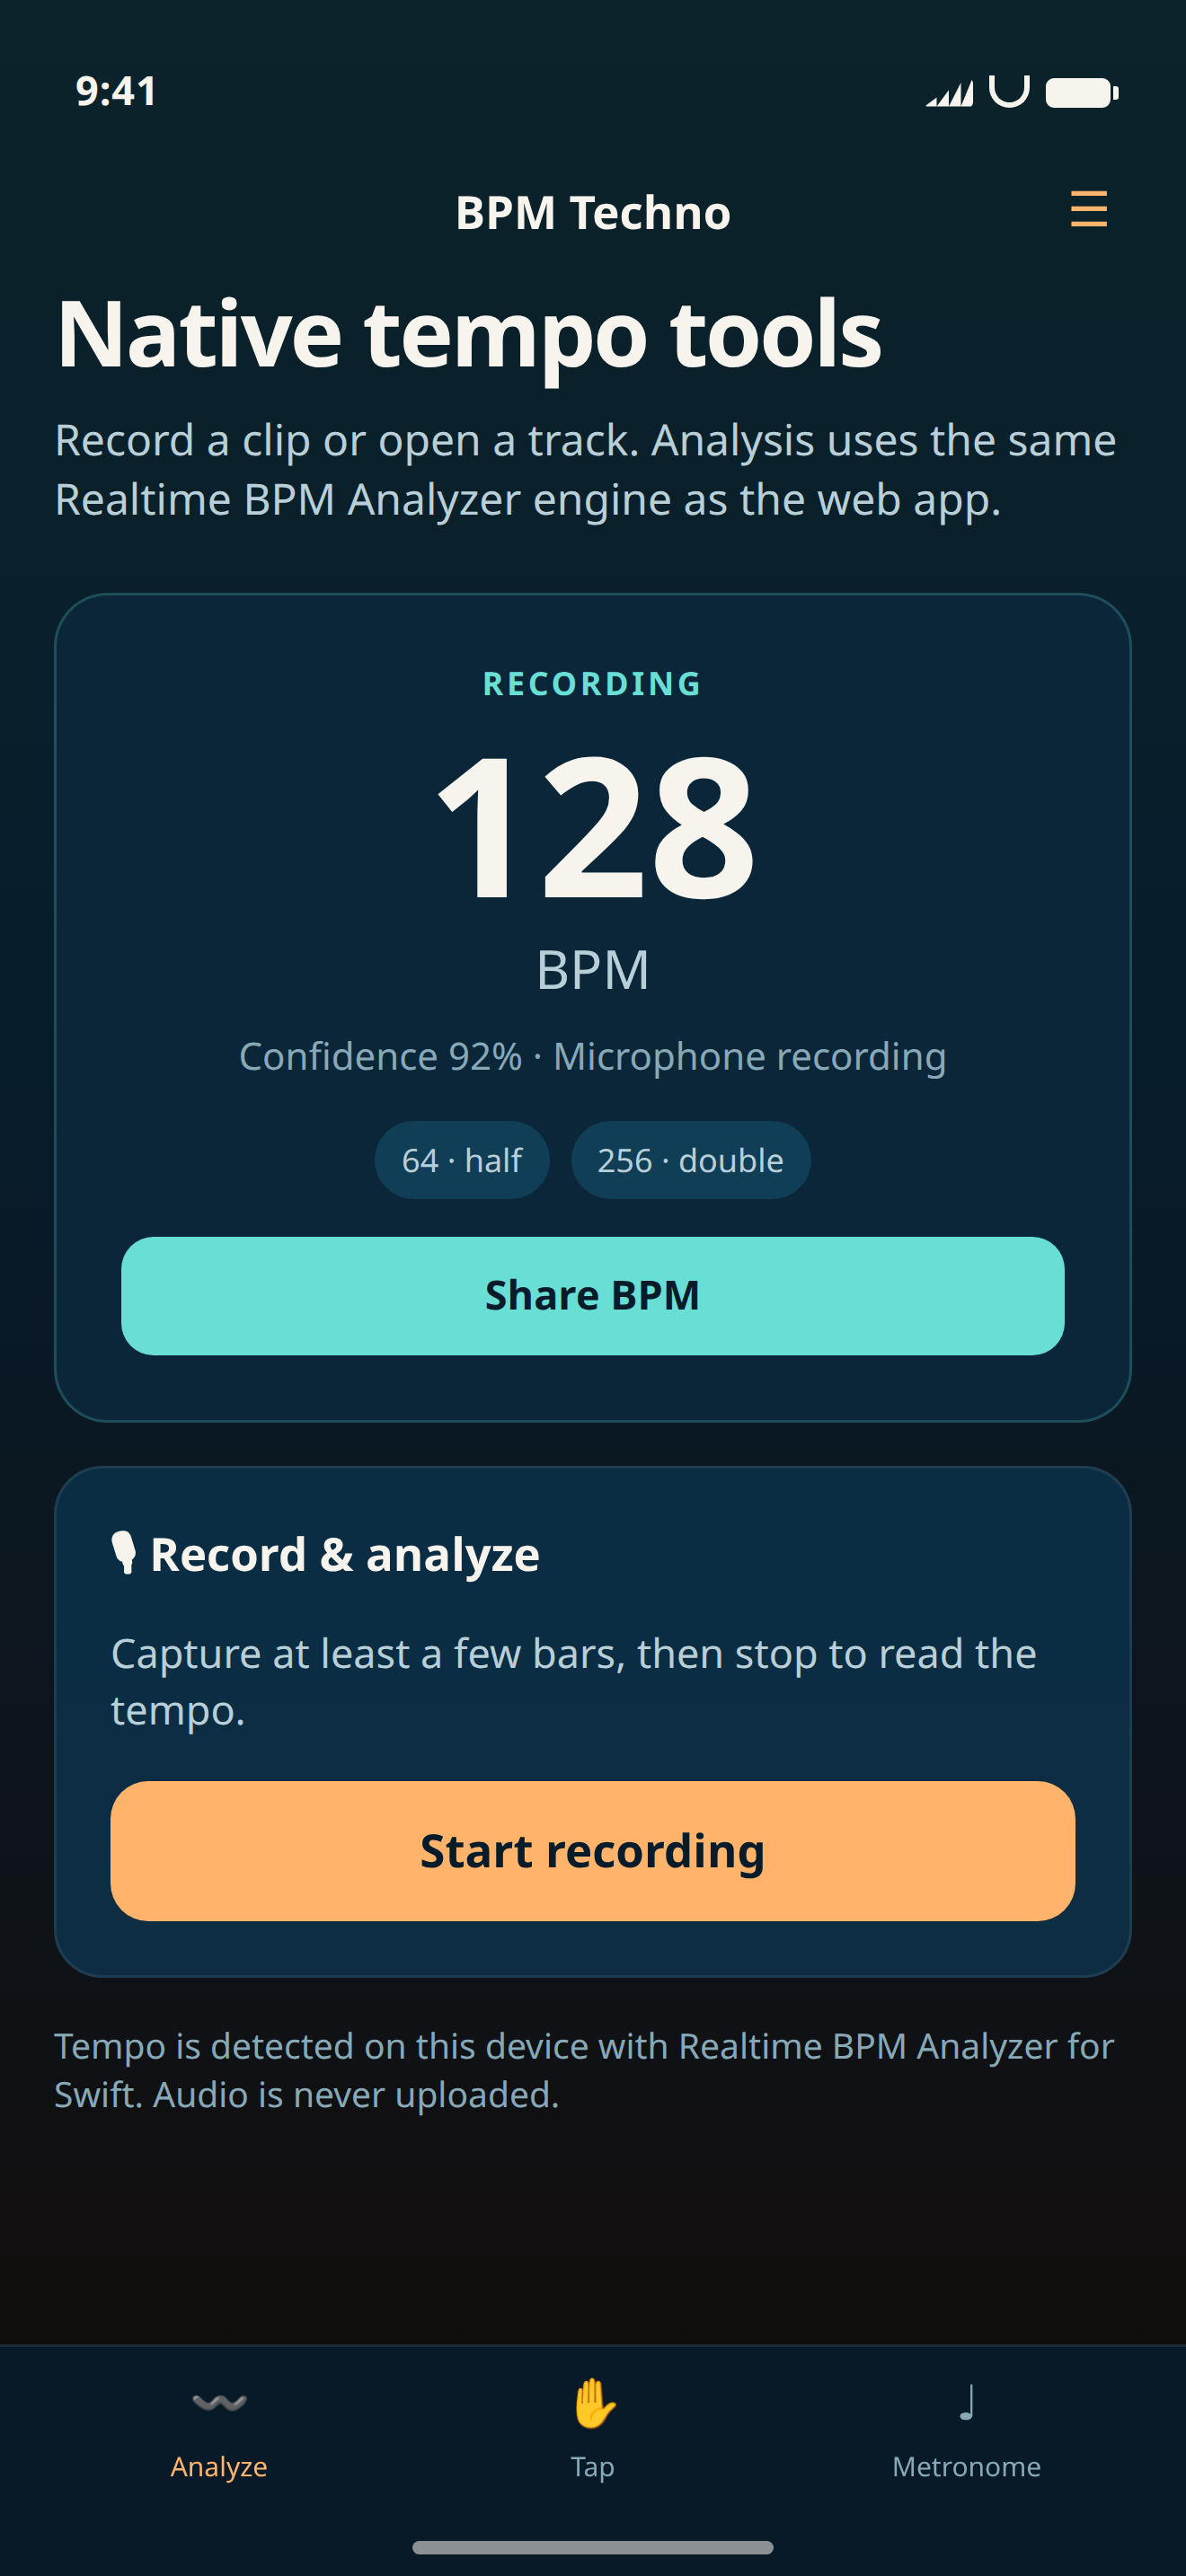 9:41
BPM Techno
Native tempo tools
Record a clip or open a track. Analysis uses the same
Realtime BPM Analyzer engine as the web app.
RECORDING
128
BPM
Confidence 92% · Microphone recording
64 · half
256 · double
Share BPM
Record & analyze
Capture at least a few bars, then stop to read the
tempo.
Start recording
Tempo is detected on this device with Realtime BPM Analyzer for
Swift. Audio is never uploaded.
Analyze
Tap
Metronome